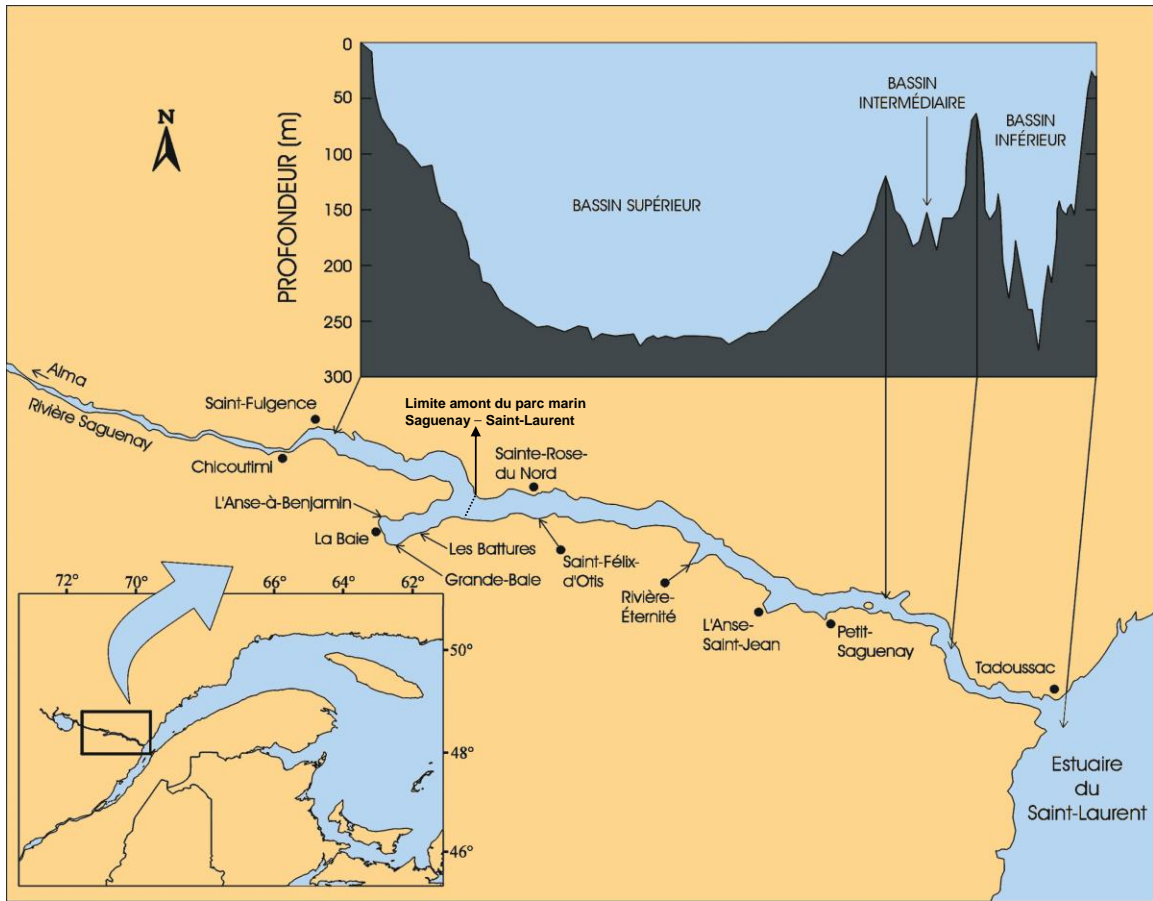 0
50
100
150
200
250
300
PROFONDEUR (m)
BASSIN SUPÉRIEUR
BASSIN
INTERMÉDIAIRE
BASSIN
INFÉRIEUR
N
Alma
Rivière Saguenay
Saint-Fulgence
Chicoutimi
Limite amont du parc marin
Saguenay – Saint-Laurent
Sainte-Rose-
du Nord
L'Anse-à-Benjamin
La Baie
Les Battures
Grande-Baie
Saint-Félix-
d'Otis
Rivière-
Éternité
L'Anse-
Saint-Jean
Petit-
Saguenay
Tadoussac
Estuaire
du
Saint-Laurent
72°
70°
66°
64°
62°
50°
48°
46°